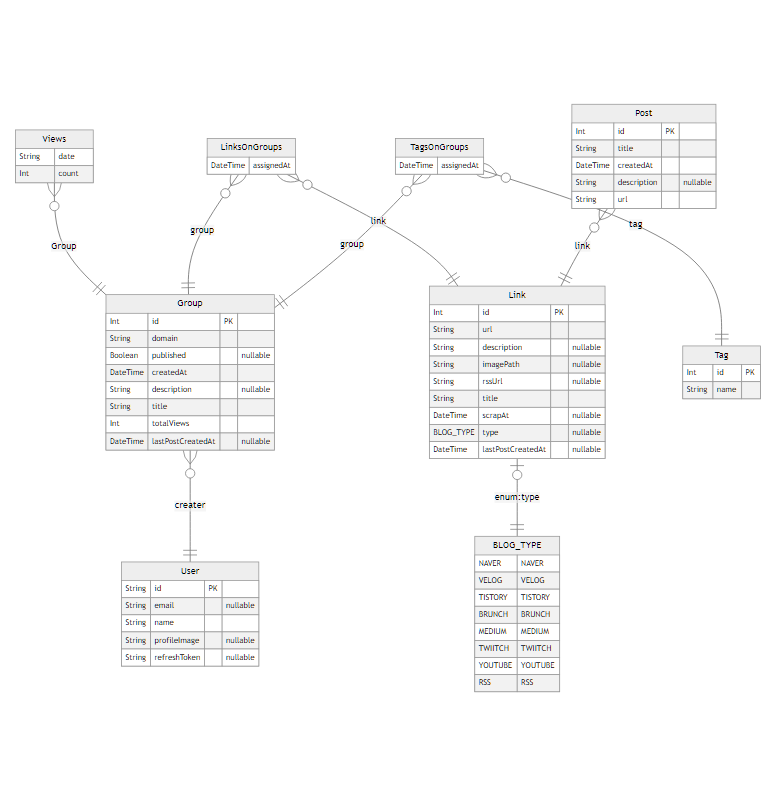 Views
String date
Int count
LinksOnGroups
DateTime assignedAt
TagsOnGroups
DateTime assignedAt
Post
Int id PK
String title
DateTime createdAt
String description nullable
String url
Group
group
link
group
link
tag
Group
Int id PK
String domain
Boolean published nullable
DateTime createdAt
String description nullable
String title
Int totalViews
DateTime lastPostCreatedAt nullable
Link
Int id PK
String url
String description nullable
String imagePath nullable
String rssUrl nullable
String title
DateTime scrapAt nullable
BLOG_TYPE type nullable
DateTime lastPostCreatedAt nullable
Tag
Int id PK
String name
creater
enum:type
User
String id PK
String email nullable
String name
String profileImage nullable
String refreshToken nullable
BLOG_TYPE
NAVER NAVER
VELOG VELOG
TISTORY TISTORY
BRUNCH BRUNCH
MEDIUM MEDIUM
TWIITCH TWIITCH
YOUTUBE YOUTUBE
RSS RSS